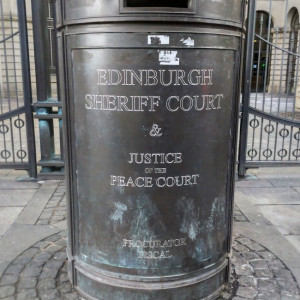 EDINBURGH
SHERIFF COURT
&
JUSTICE
OF THE
PEACE COURT
PROCURATOR
FISCAL